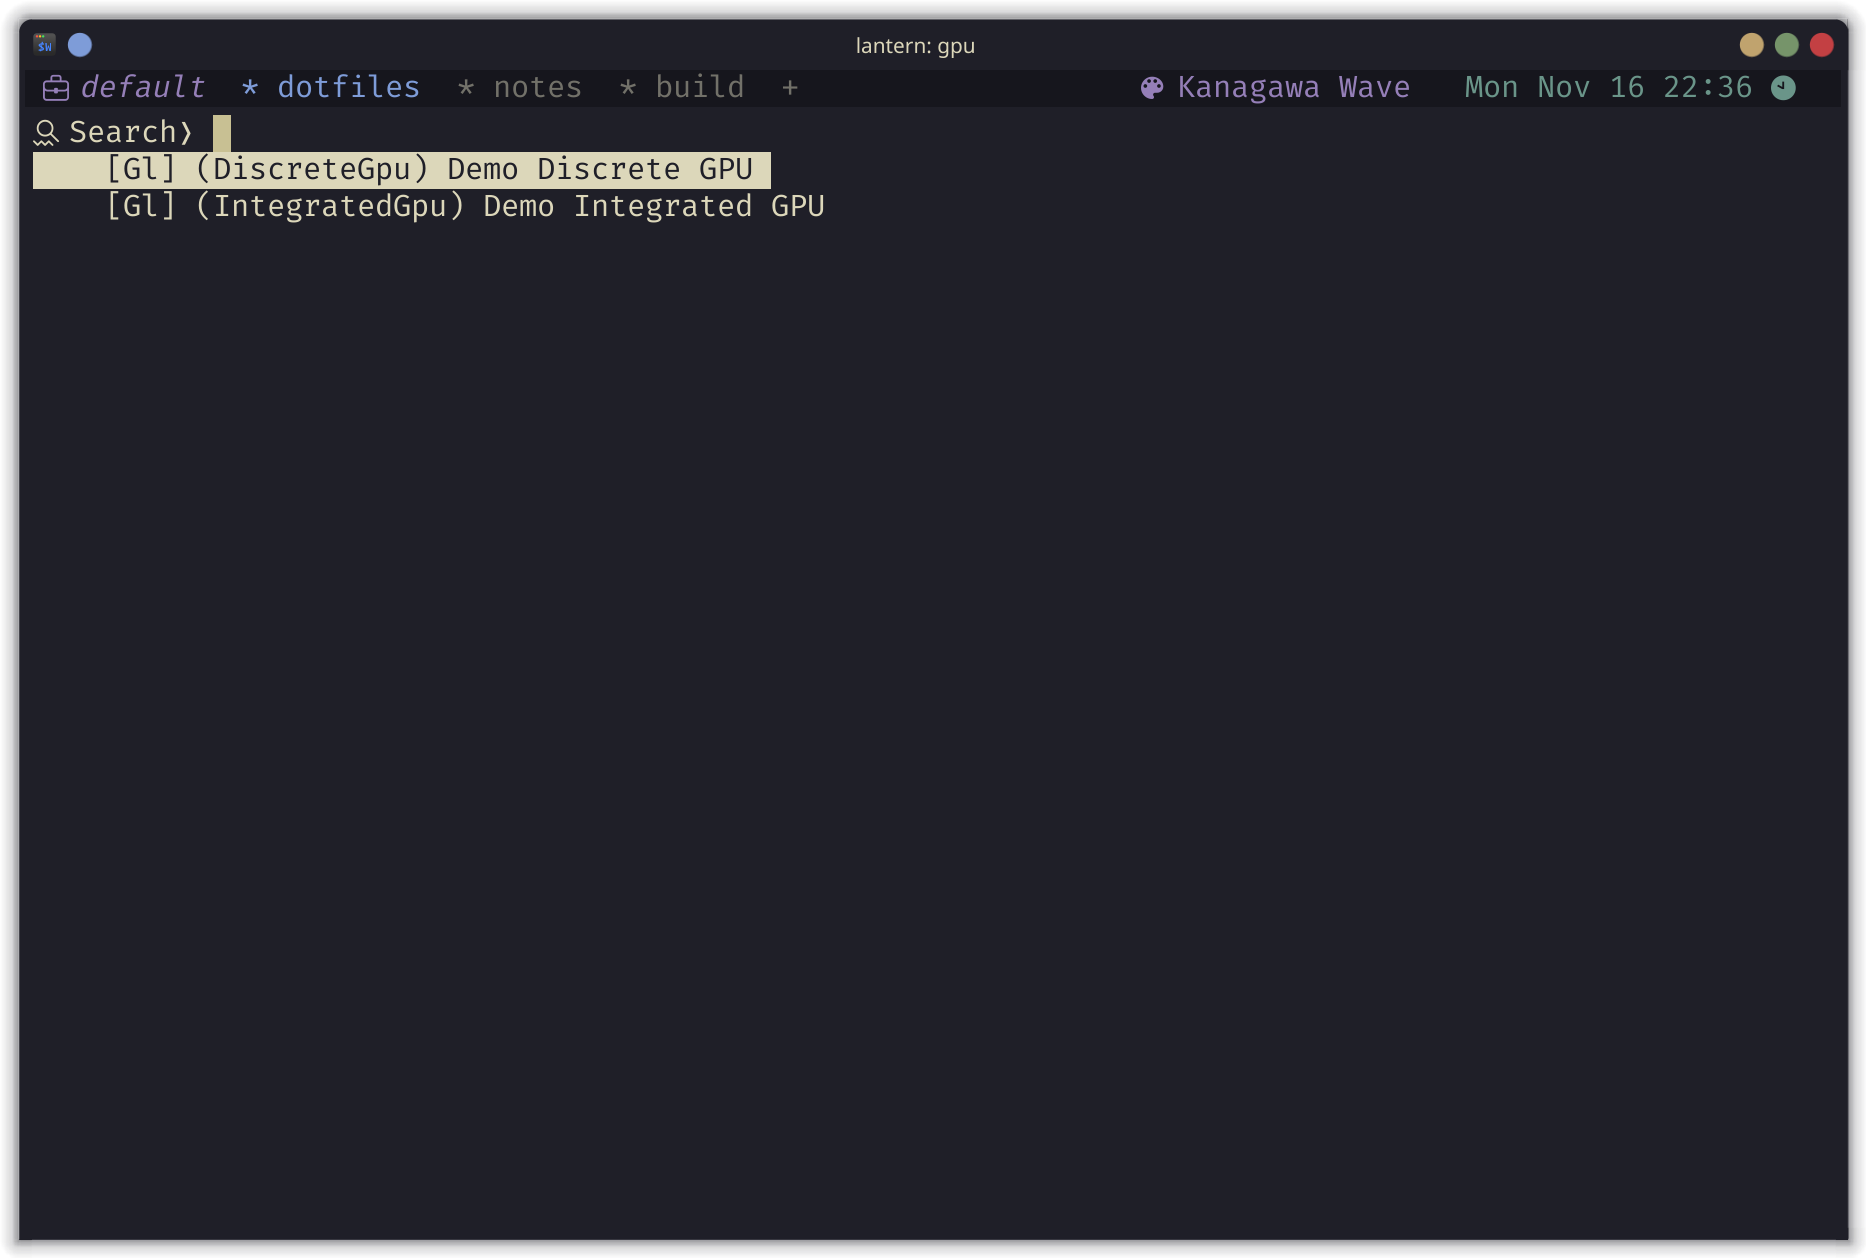 $W
lantern: gpu
default * dotfiles * notes * build + Kanagawa Wave Mon Nov 16 22:36
Search⟩
[Gl] (DiscreteGpu) Demo Discrete GPU
[Gl] (IntegratedGpu) Demo Integrated GPU